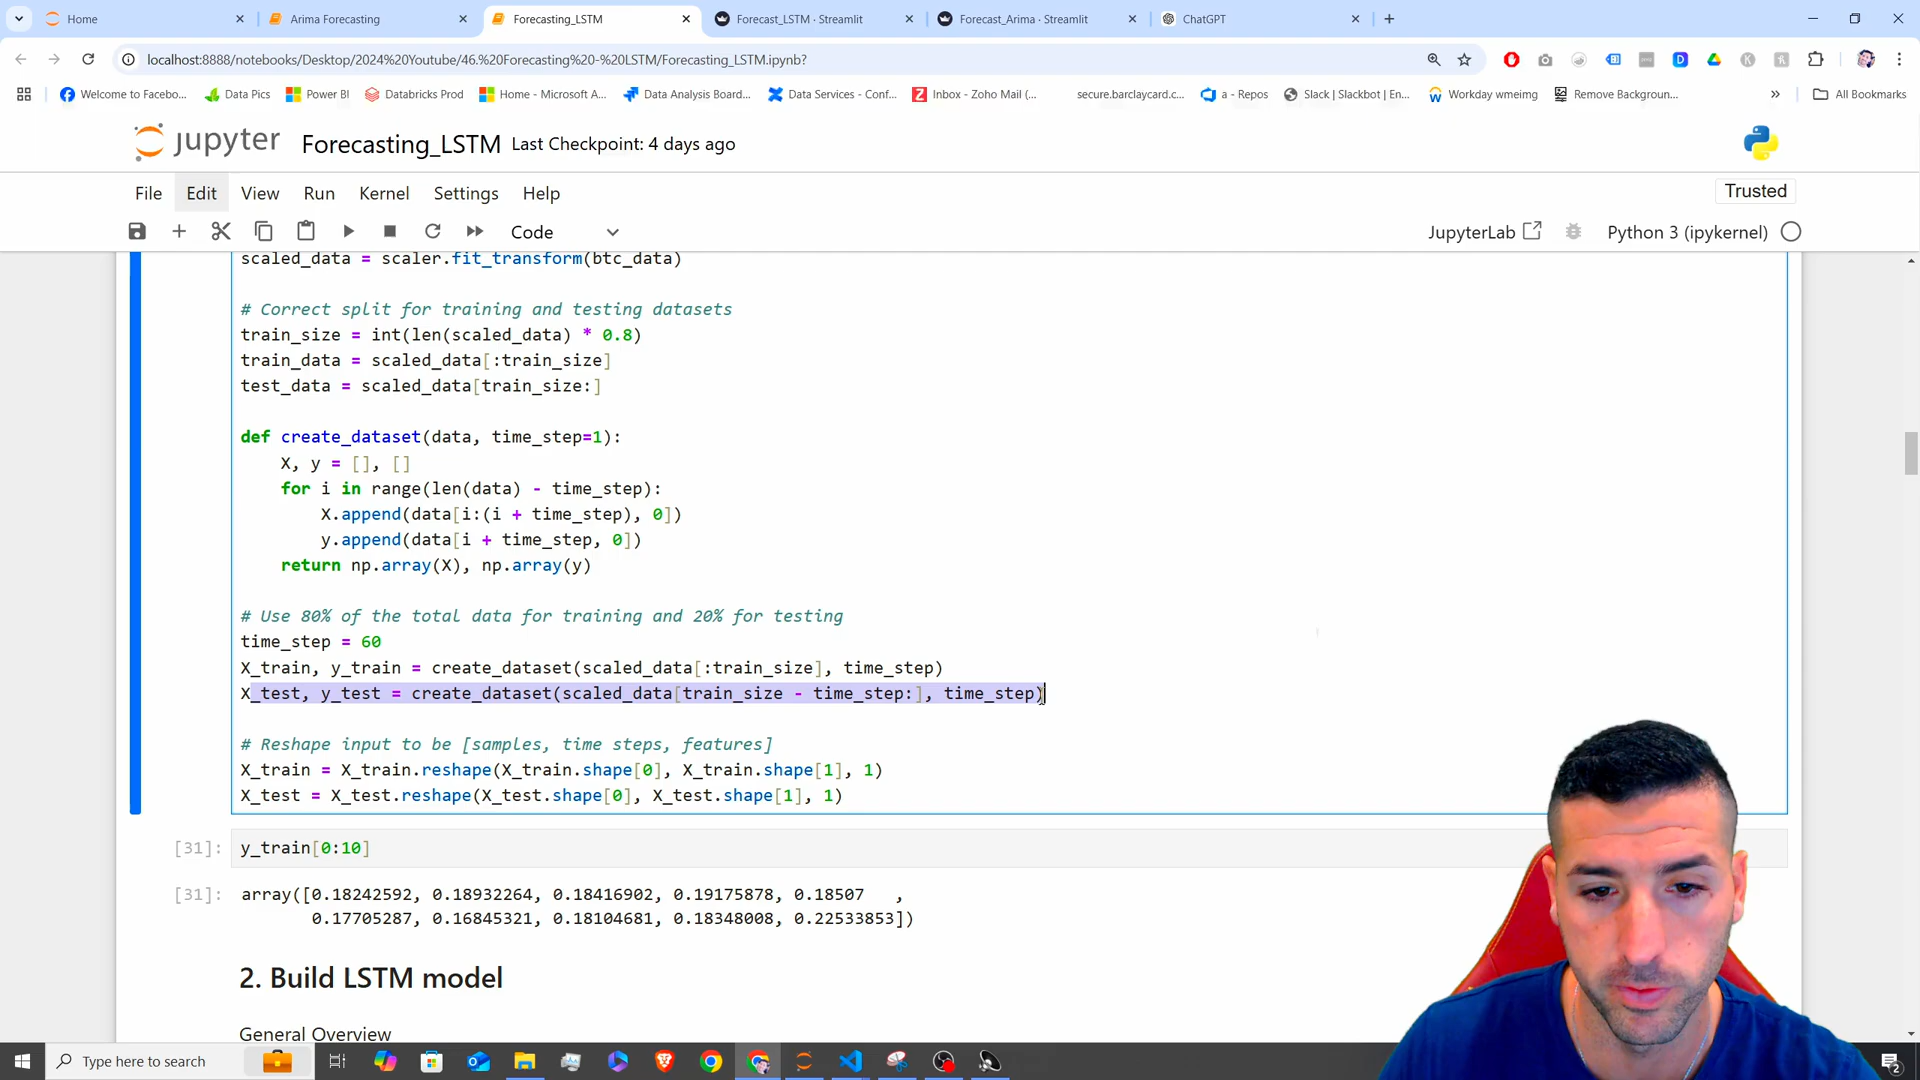 Home
Arima Forecasting
Forecasting_LSTM
Forecast_LSTM · Streamlit
Forecast_Arima · Streamlit
ChatGPT
localhost:8888/notebooks/Desktop/2024%20Youtube/46.%20Forecasting%20-%20LSTM/Forecasting_LSTM.ipynb?
Welcome to Facebo...
Data Pics
Power BI
Databricks Prod
Home - Microsoft A...
Data Analysis Board...
Data Services - Conf...
Inbox - Zoho Mail (...
secure.barclaycard.c...
a - Repos
Slack | Slackbot | En...
Workday wmeimg
Remove Backgroun...
All Bookmarks
jupyter
Forecasting_LSTM Last Checkpoint: 4 days ago
File Edit View Run Kernel Settings Help
Trusted
Code
JupyterLab
Python 3 (ipykernel)
scaled_data = scaler.fit_transform(btc_data)
# Correct split for training and testing datasets
train_size = int(len(scaled_data) * 0.8)
train_data = scaled_data[:train_size]
test_data = scaled_data[train_size:]
def create_dataset(data, time_step=1):
X, y = [], []
for i in range(len(data) - time_step):
X.append(data[i:(i + time_step), 0])
y.append(data[i + time_step, 0])
return np.array(X), np.array(y)
# Use 80% of the total data for training and 20% for testing
time_step = 60
X_train, y_train = create_dataset(scaled_data[:train_size], time_step)
X_test, y_test = create_dataset(scaled_data[train_size - time_step:], time_step)
# Reshape input to be [samples, time steps, features]
X_train = X_train.reshape(X_train.shape[0], X_train.shape[1], 1)
X_test = X_test.reshape(X_test.shape[0], X_test.shape[1], 1)
[31]: y_train[0:10]
[31]: array([0.18242592, 0.18932264, 0.18416902, 0.19175878, 0.18507   ,
0.17705287, 0.16845321, 0.18104681, 0.18348008, 0.22533853])
2. Build LSTM model
General Overview
Type here to search
2